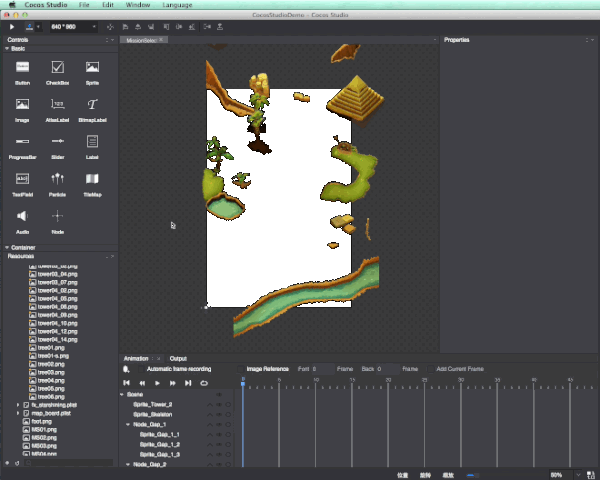 Cocos Studio File Edit Window Language
CocosStudioDemo - Cocos Studio
640 * 960
Controls
MissionSelect
Properties
Basic
Button CheckBox Sprite
Image AtlasLabel BitmapLabel
ProgressBar Slider Label
TextField Particle TileMap
Audio Node
Container
Resources
tower03_04.png
tower03_07.png
tower04_02.png
tower04_05.png
tower04_06.png
tower04_08.png
tower04_10.png
tower04_12.png
tower04_14.png
tree01.png
tree01-s.png
tree02.png
tree03.png
tree04.png
tree05.png
tree06.png
fx_starshining.plist
map_board.plist
foot.png
MS01.png
MS02.png
MS03.png
MS04.png
Animation Output
Automatic frame recording Image Reference Font 0 Frame Back 0 Frame Add Current Frame
0 5 10 15 20 25 30 35 40 45
Scene
Sprite_Tower_2
Sprite_Skeleton
Node_Gap_1
Sprite_Gap_1_1
Sprite_Gap_1_2
Sprite_Gap_1_3
Node_Gap_2
位置 旋转 缩放 50%